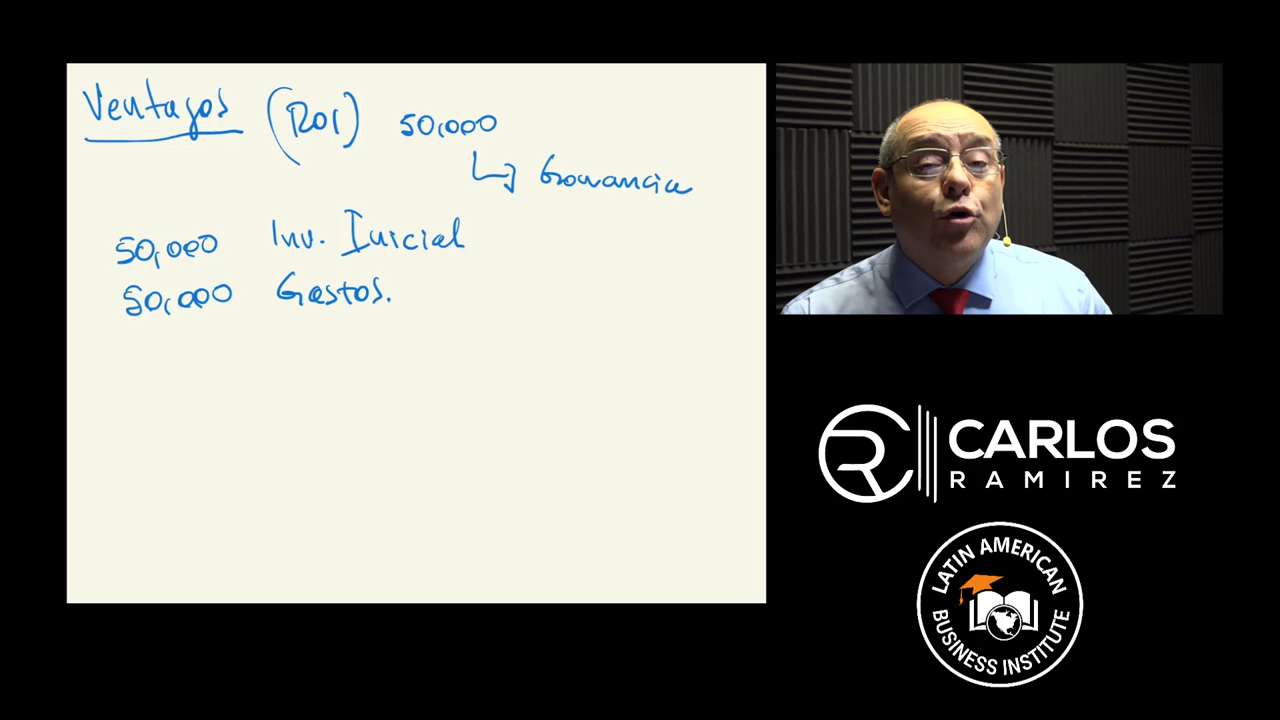 Ventajas (ROI) 50,000
↳ Ganancia
50,000 Inv. Inicial
50,000 Gastos.
CARLOS
RAMIREZ
LATIN AMERICAN
BUSINESS INSTITUTE